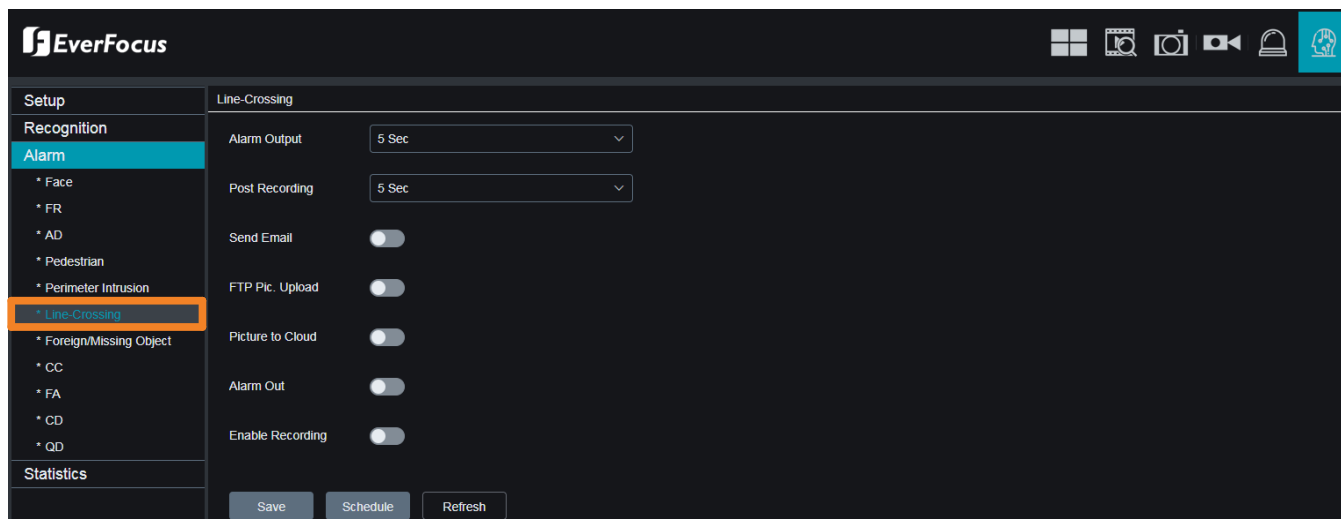 EverFocus
Setup
Recognition
Alarm
* Face
* FR
* AD
* Pedestrian
* Perimeter Intrusion
* Line-Crossing
* Foreign/Missing Object
* CC
* FA
* CD
* QD
Statistics
Line-Crossing
Alarm Output 5 Sec
Post Recording 5 Sec
Send Email
FTP Pic. Upload
Picture to Cloud
Alarm Out
Enable Recording
Save Schedule Refresh